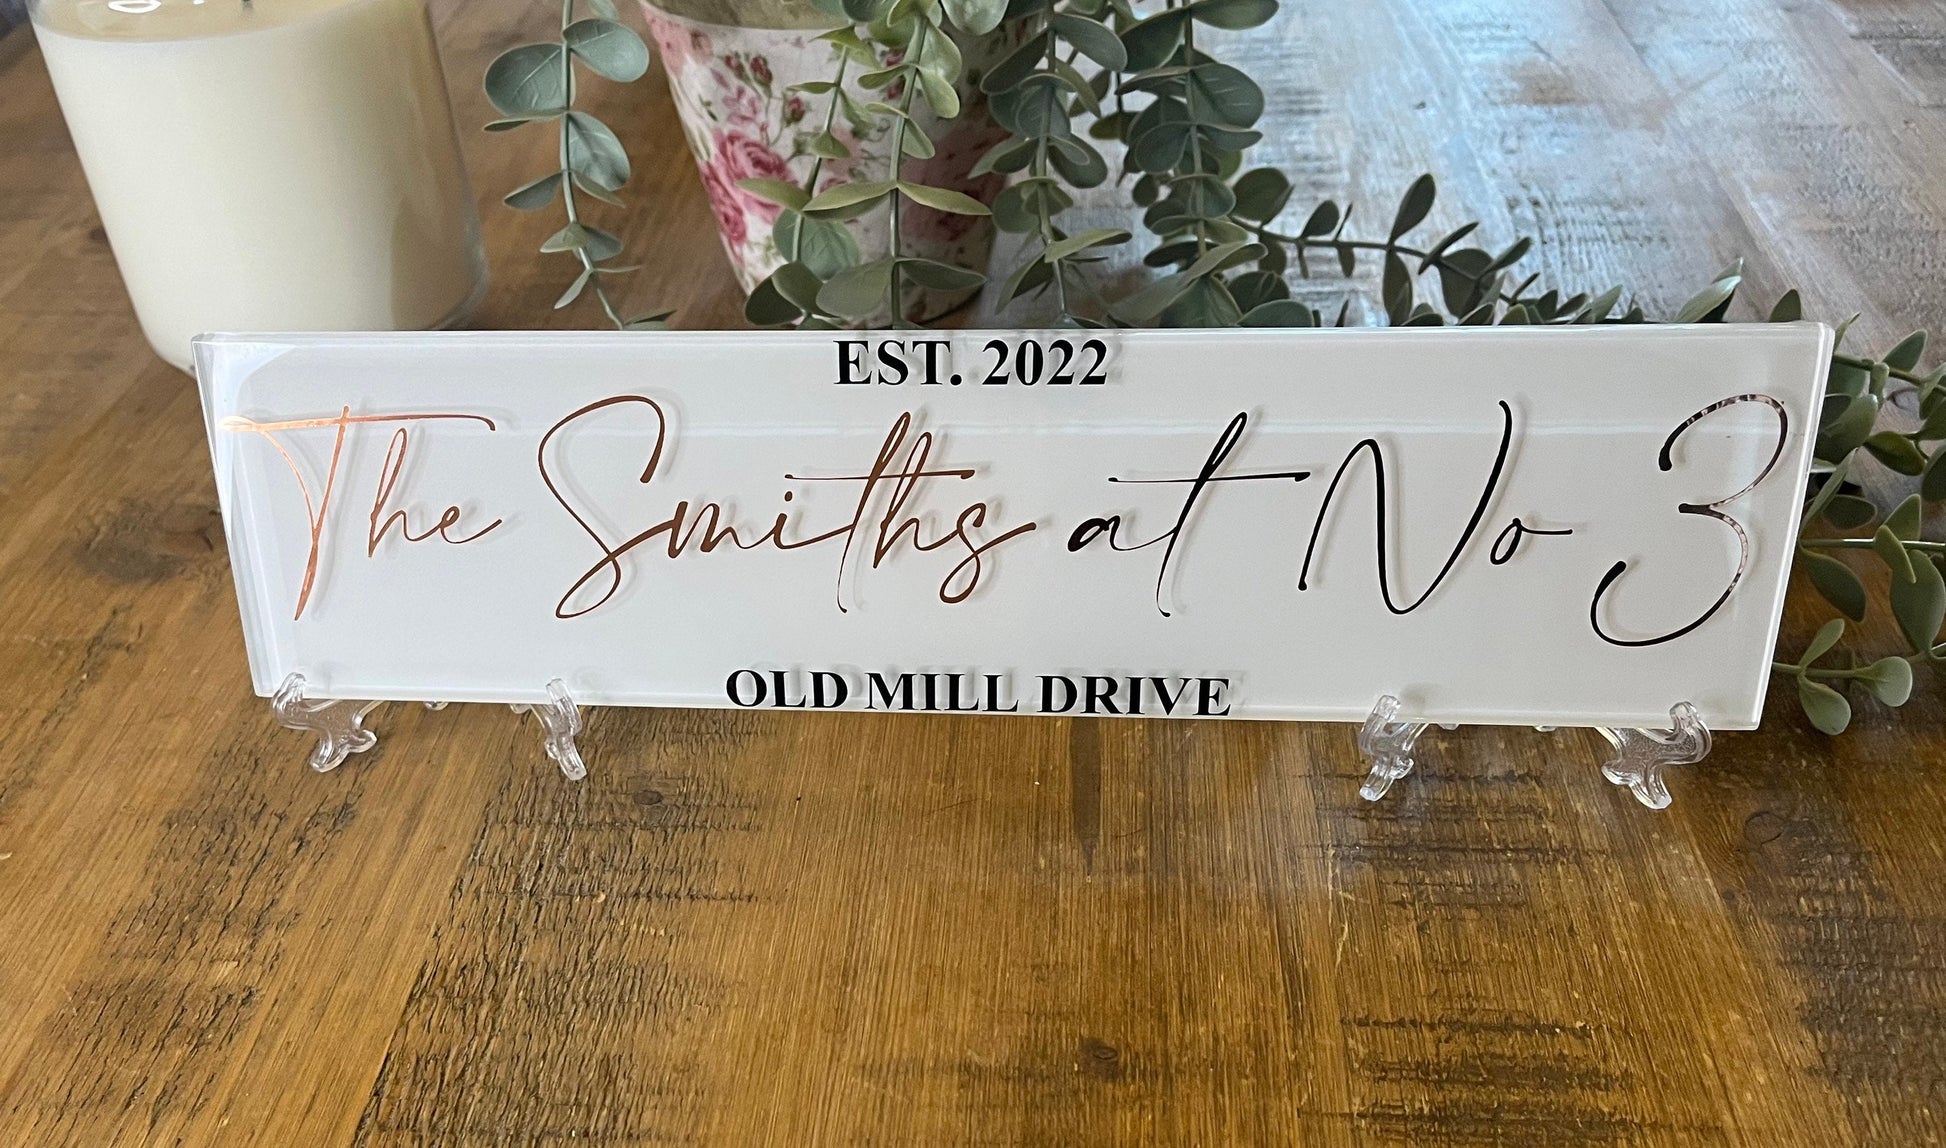 EST. 2022
The Smiths at No 3
OLD MILL DRIVE